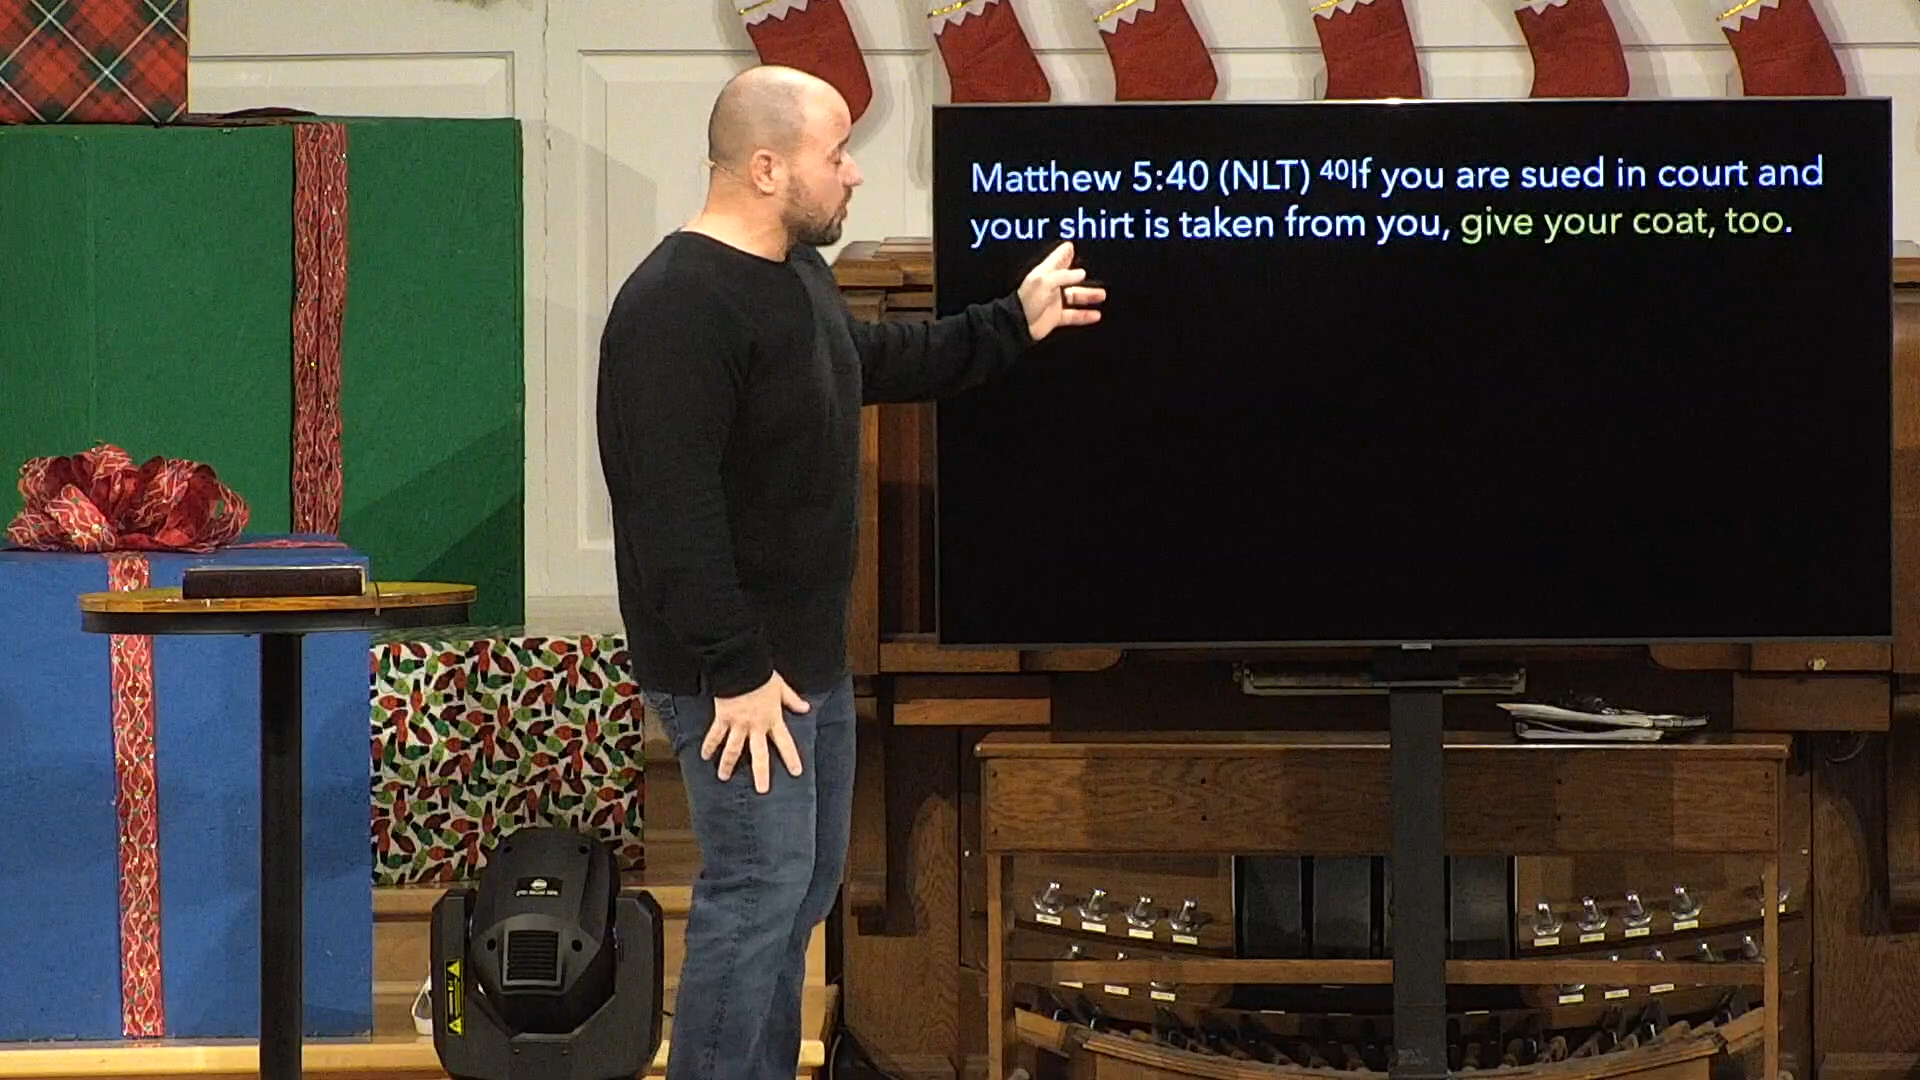 Matthew 5:40 (NLT) ⁴⁰If you are sued in court and
your shirt is taken from you, give your coat, too.